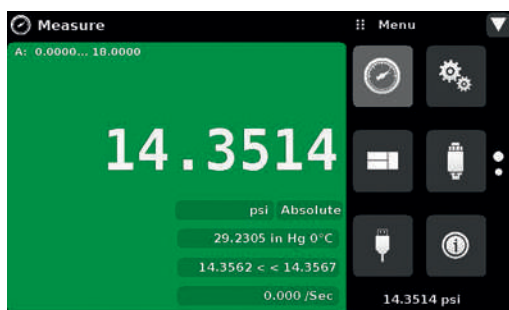 Measure
Menu
A: 0.0000... 18.0000
14.3514
psi Absolute
29.2305 in Hg 0°C
14.3562 < < 14.3567
0.000 /Sec
14.3514 psi